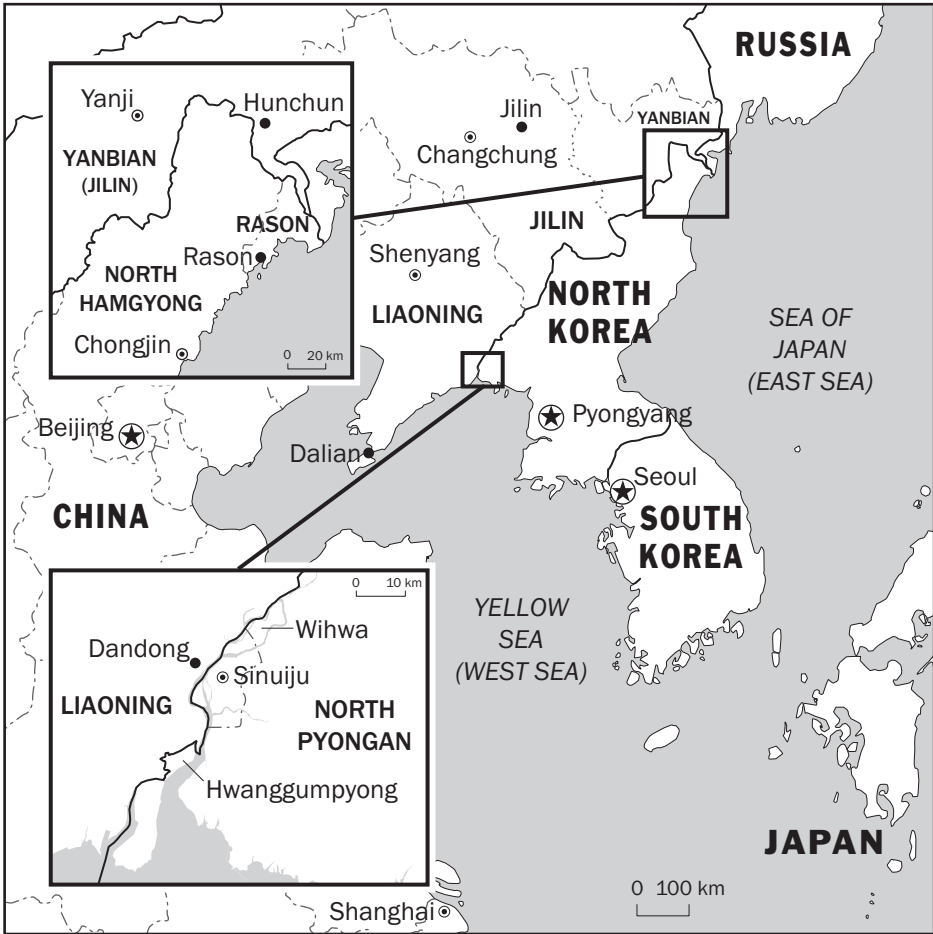 RUSSIA
Yanji
Hunchun
YANBIAN
(JILIN)
RASON
Rason
NORTH
HAMGYONG
Chongjin
0 20 km
Jilin
Changchung
YANBIAN
JILIN
Shenyang
LIAONING
NORTH
KOREA
SEA OF
JAPAN
(EAST SEA)
Beijing
Pyongyang
Dalian
Seoul
CHINA
SOUTH
KOREA
YELLOW
SEA
(WEST SEA)
0 10 km
Wihwa
Dandong
Sinuiju
LIAONING
NORTH
PYONGAN
Hwanggumpyong
JAPAN
0 100 km
Shanghai